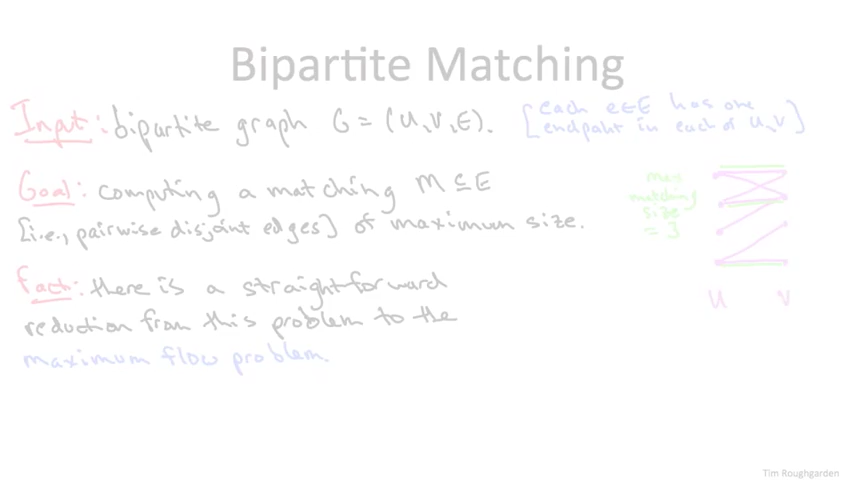 Bipartite Matching
Input: bipartite graph G = (U,V,E). [each e∈E has one
endpoint in each of U,V]
Goal: computing a matching M ⊆ E
[i.e., pairwise disjoint edges] of maximum size.
max
matching
size
= 3
Fact: there is a straightforward
reduction from this problem to the
maximum flow problem.
U V
Tim Roughgarden